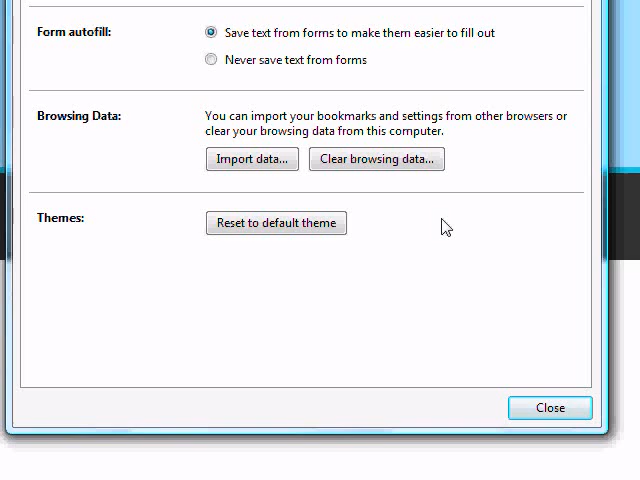 Form autofill:
Save text from forms to make them easier to fill out
Never save text from forms
Browsing Data:
You can import your bookmarks and settings from other browsers or
clear your browsing data from this computer.
Import data...
Clear browsing data...
Themes:
Reset to default theme
Close